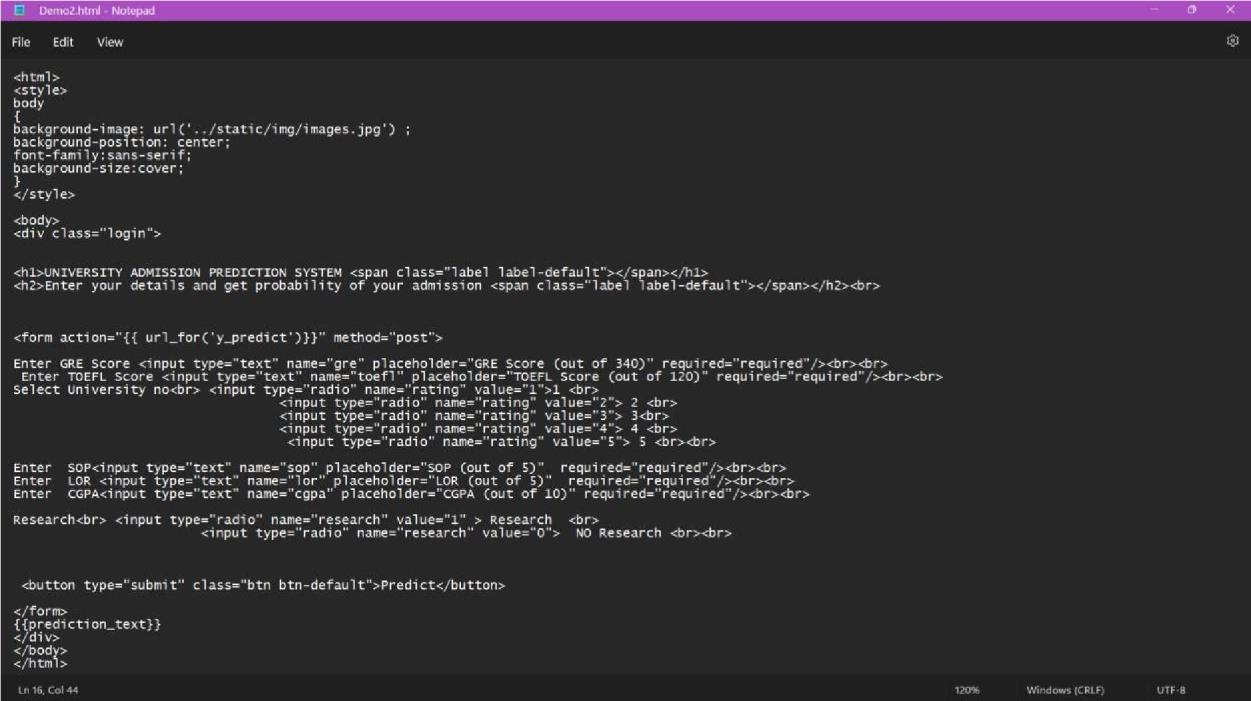 Demo2.html - Notepad
File Edit View
<html>
<style>
body
{
background-image: url('../static/img/images.jpg') ;
background-position: center;
font-family:sans-serif;
background-size:cover;
}
</style>
<body>
<div class="login">
<h1>UNIVERSITY ADMISSION PREDICTION SYSTEM <span class="label label-default"></span></h1>
<h2>Enter your details and get probability of your admission <span class="label label-default"></span></h2><br>
<form action="{{ url_for('y_predict')}}" method="post">
Enter GRE Score <input type="text" name="gre" placeholder="GRE Score (out of 340)" required="required"/><br><br>
Enter TOEFL Score <input type="text" name="toefl" placeholder="TOEFL Score (out of 120)" required="required"/><br><br>
Select University no<br> <input type="radio" name="rating" value="1">1 <br>
<input type="radio" name="rating" value="2"> 2 <br>
<input type="radio" name="rating" value="3"> 3<br>
<input type="radio" name="rating" value="4"> 4 <br>
<input type="radio" name="rating" value="5"> 5 <br><br>
Enter  SOP<input type="text" name="sop" placeholder="SOP (out of 5)"  required="required"/><br><br>
Enter  LOR <input type="text" name="lor" placeholder="LOR (out of 5)"  required="required"/><br><br>
Enter  CGPA<input type="text" name="cgpa" placeholder="CGPA (out of 10)" required="required"/><br><br>
Research<br> <input type="radio" name="research" value="1" > Research  <br>
<input type="radio" name="research" value="0">  NO Research <br><br>
<button type="submit" class="btn btn-default">Predict</button>
</form>
{{prediction_text}}
</div>
</body>
</html>
Ln 16, Col 44 120% Windows (CRLF) UTF-8